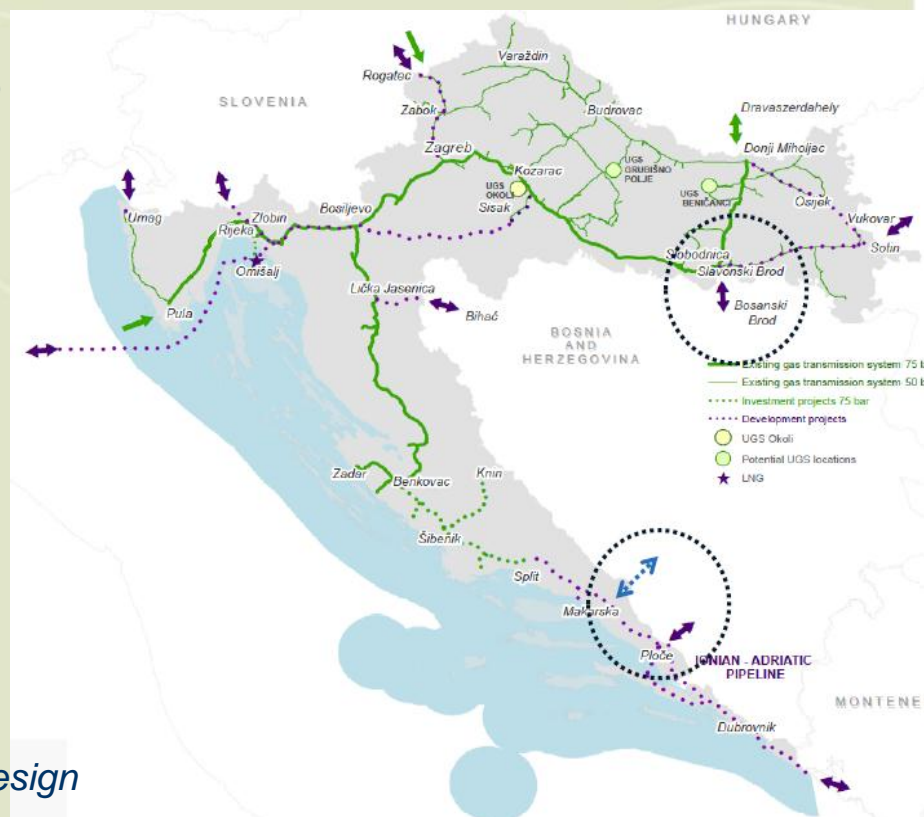 HUNGARY
Varaždin
Rogatec
SLOVENIA
Zabok
Budrovac
Dravaszerdahely
Zagreb
Donji Miholjac
Kozarac
UGS
GRUBIŠNO
POLJE
UGS
OKOLI
UGS
BENIČANCI
Umag
Zlobin
Bosiljevo
Sisak
Osijek
Vukovar
Rijeka
Sotin
Slobodnica
Omišalj
Slavonski Brod
Lička Jasenica
Pula
Bihać
Bosanski
Brod
BOSNIA
AND
HERZEGOVINA
Existing gas transmission system 75 b
Existing gas transmission system 50 b
Investment projects 75 bar
Development projects
UGS Okoli
Potential UGS locations
LNG
Zadar
Benkovac
Knin
Šibenik
Split
Makarska
Ploče
IONIAN - ADRIATIC
PIPELINE
MONTENE
Dubrovnik
esign